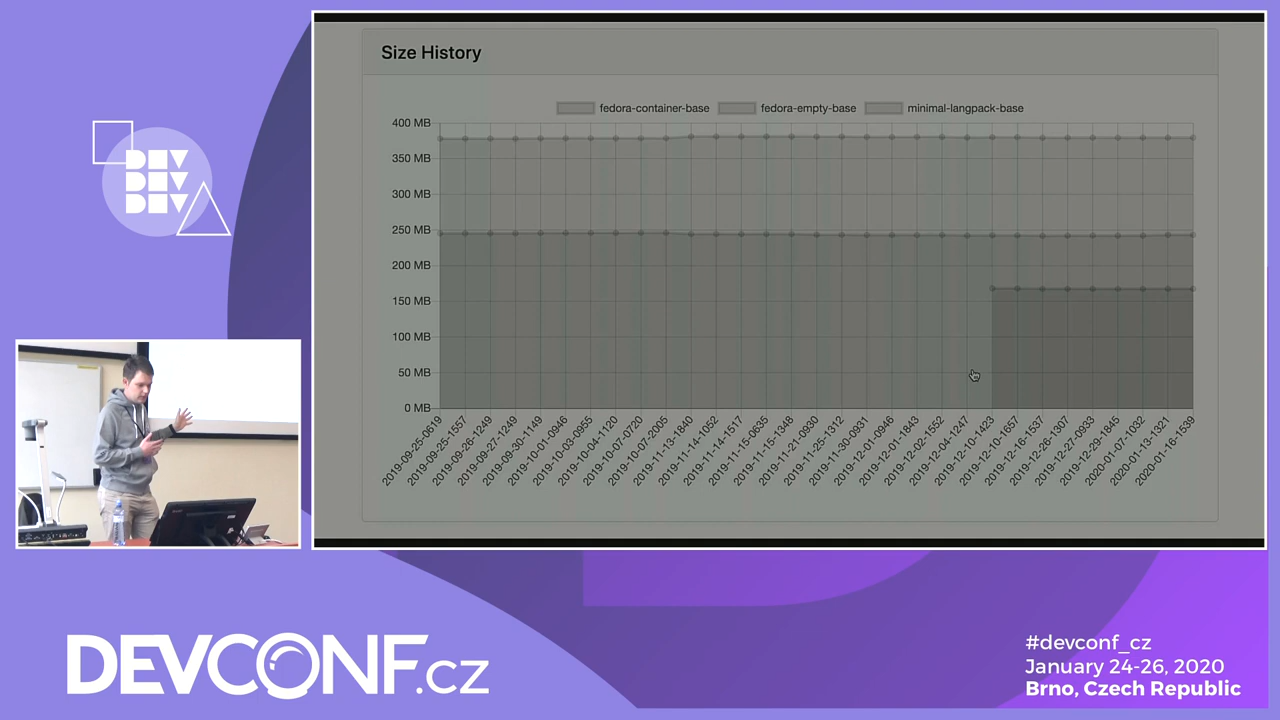 DEV
DEV
DEV
Size History
fedora-container-base
fedora-empty-base
minimal-langpack-base
400 MB
350 MB
300 MB
250 MB
200 MB
150 MB
100 MB
50 MB
0 MB
2019-09-25-0619
2019-09-25-1557
2019-09-26-1249
2019-09-27-1249
2019-09-30-1149
2019-10-01-0946
2019-10-03-0955
2019-10-04-1120
2019-10-07-0720
2019-10-07-2005
2019-11-13-1840
2019-11-14-1052
2019-11-14-1517
2019-11-15-0635
2019-11-15-1348
2019-11-21-0930
2019-11-25-1312
2019-11-30-0931
2019-12-01-0946
2019-12-01-1643
2019-12-02-1552
2019-12-04-1247
2019-12-10-1423
2019-12-10-1657
2019-12-16-1537
2019-12-26-1307
2019-12-27-0933
2019-12-29-1845
2020-01-07-1032
2020-01-13-1321
2020-01-16-1539
DEVCONF.cz
#devconf_cz
January 24-26, 2020
Brno, Czech Republic